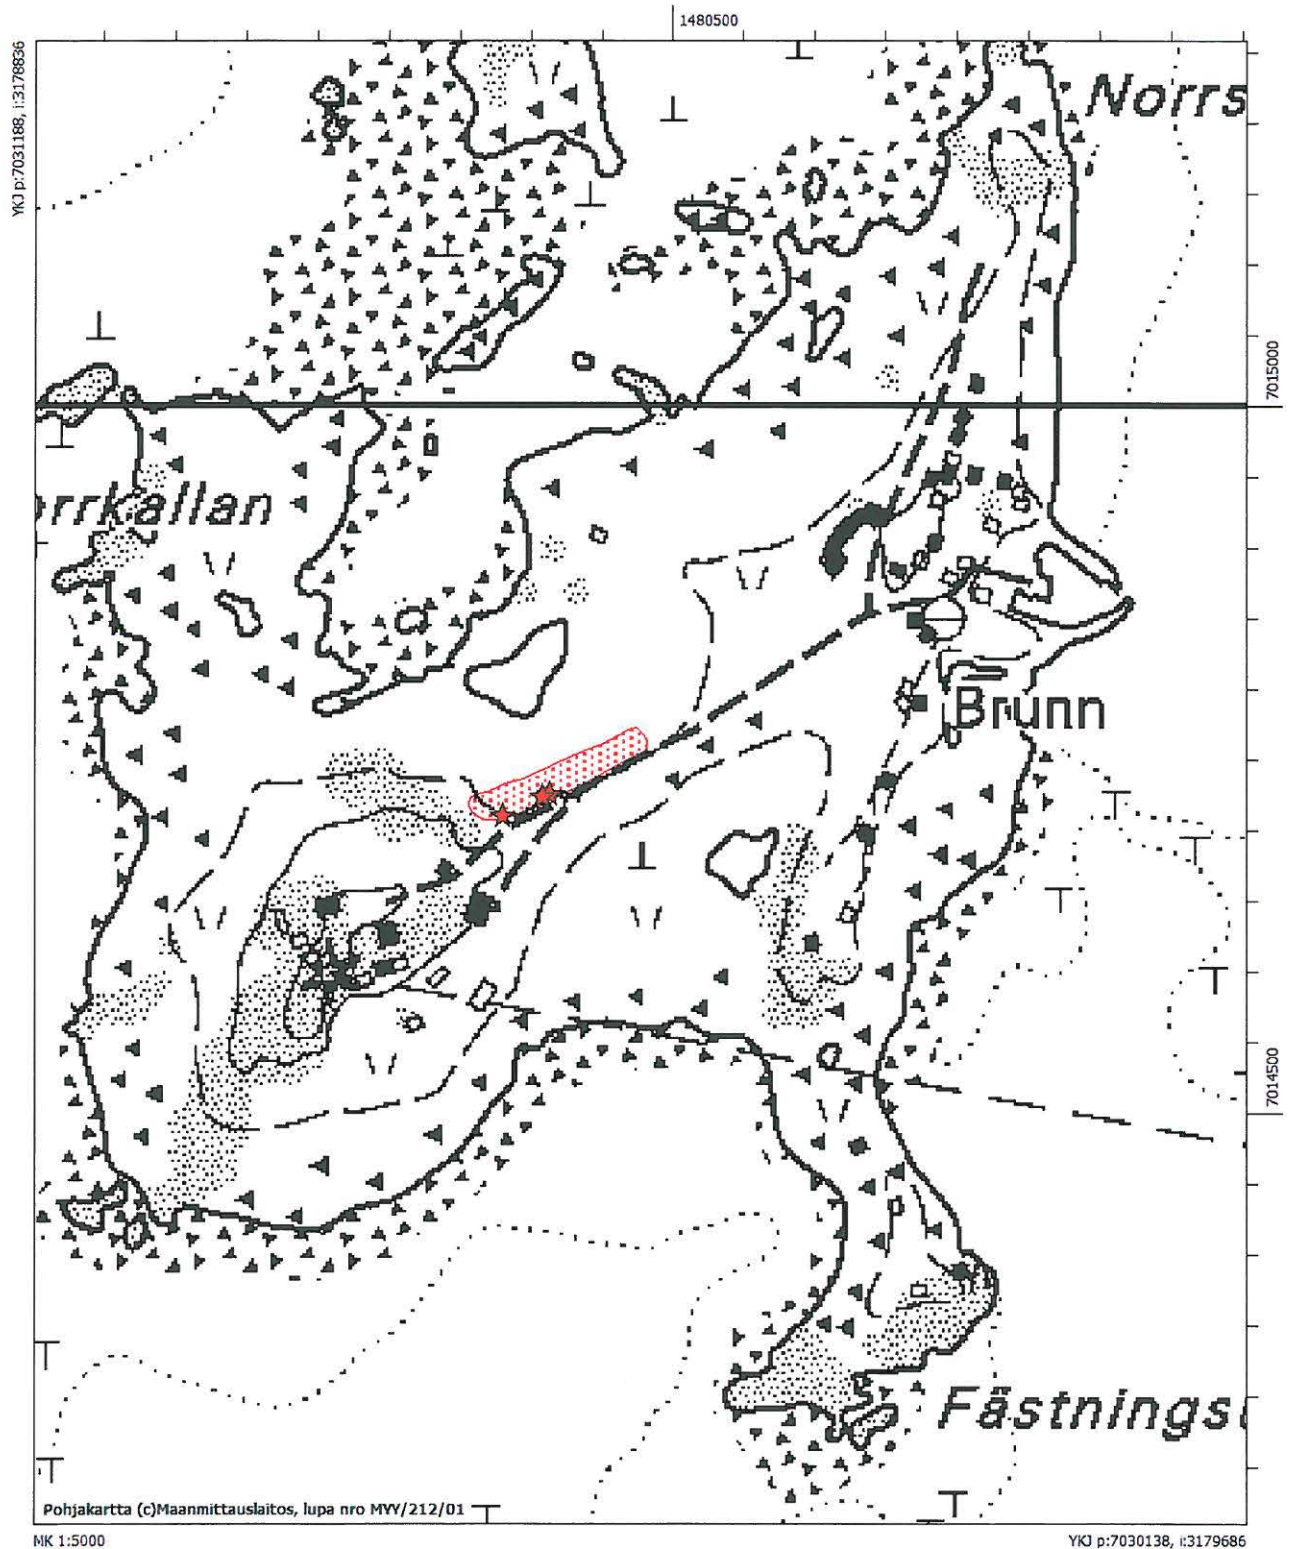 1480500
YKJ p:7031188, i:3178836
Norrs
7015000
orrkallan
Brunn
7014500
Fästnings
Pohjakartta (c)Maanmittauslaitos, lupa nro MYY/212/01
MK 1:5000
YKJ p:7030138, i:3179686